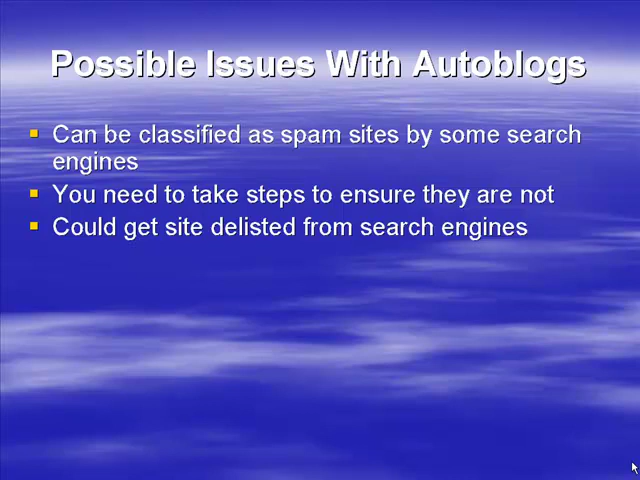 Possible Issues With Autoblogs
Can be classified as spam sites by some search
engines
You need to take steps to ensure they are not
Could get site delisted from search engines